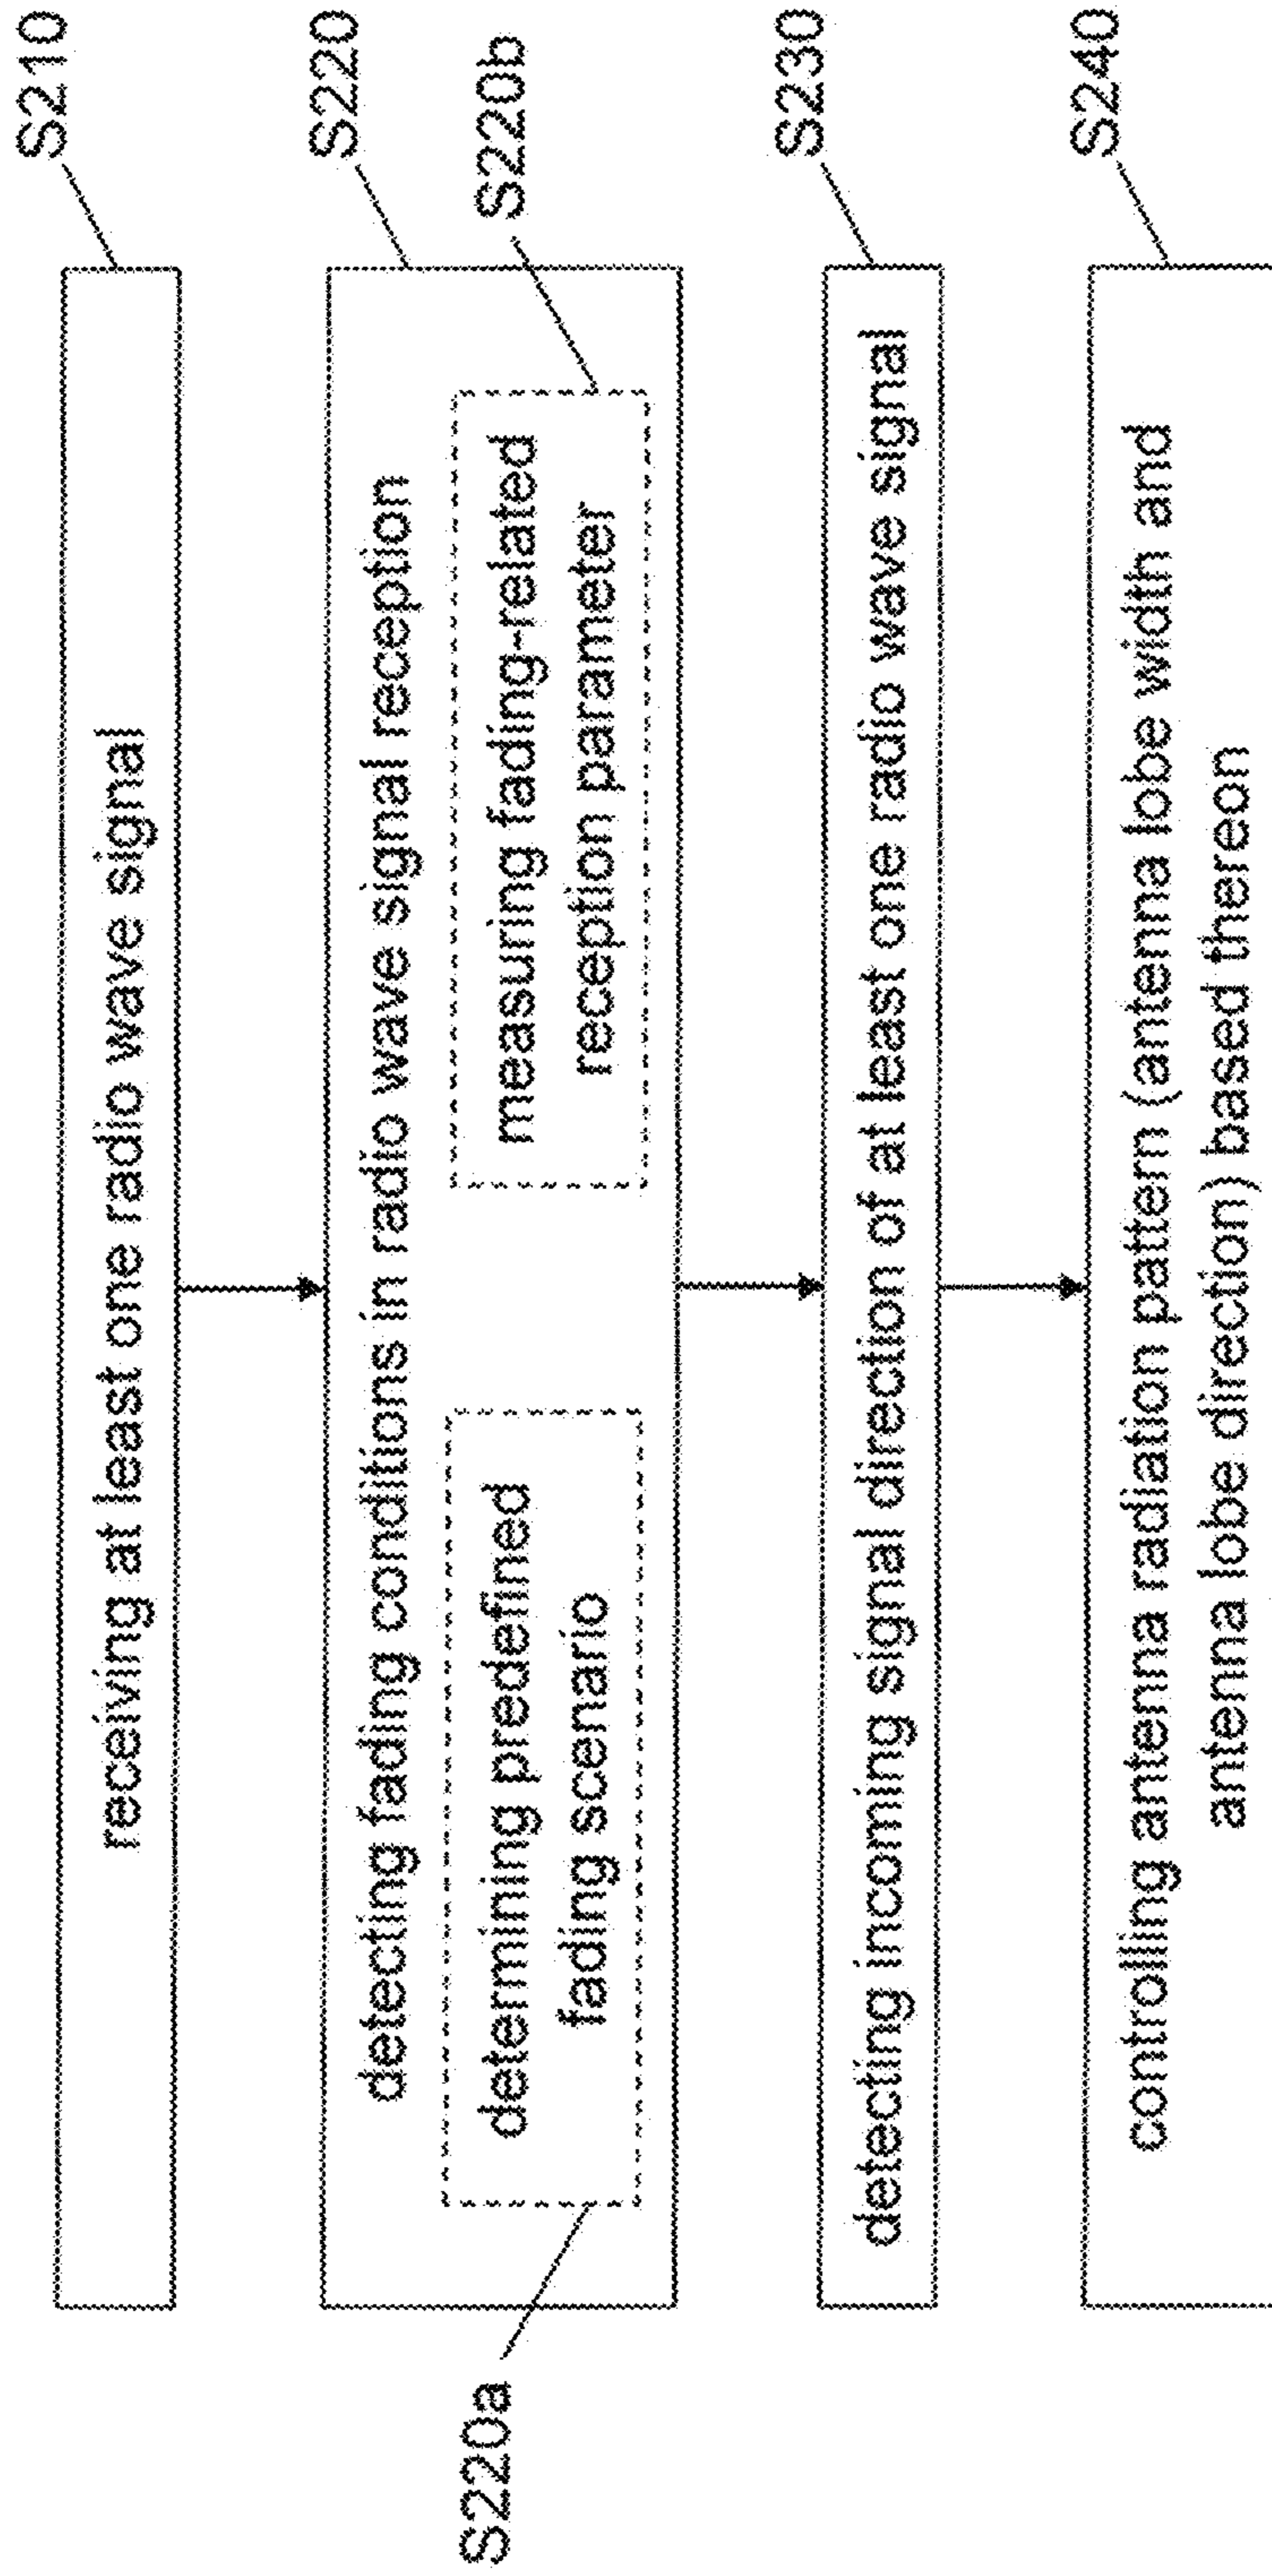 S210
receiving at least one radio wave signal
S220
detecting fading conditions in radio wave signal reception
S220a
determining predefined
fading scenario
S220b
measuring fading-related
reception parameter
S230
detecting incoming signal direction of at least one radio wave signal
S240
controlling antenna radiation pattern (antenna lobe width and
antenna lobe direction) based thereon